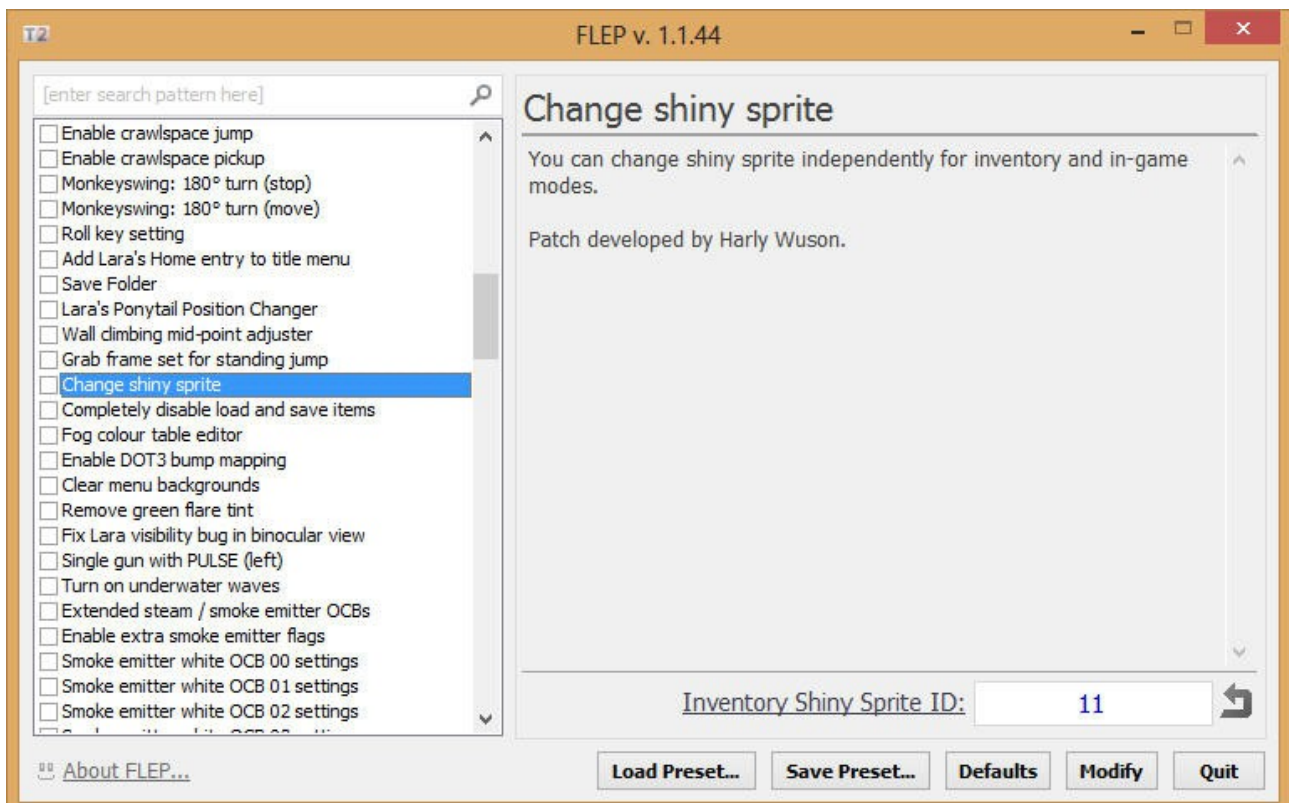 T2
FLEP v. 1.1.44
[enter search pattern here]
Enable crawlspace jump
Enable crawlspace pickup
Monkeyswing: 180° turn (stop)
Monkeyswing: 180° turn (move)
Roll key setting
Add Lara's Home entry to title menu
Save Folder
Lara's Ponytail Position Changer
Wall climbing mid-point adjuster
Grab frame set for standing jump
Change shiny sprite
Completely disable load and save items
Fog colour table editor
Enable DOT3 bump mapping
Clear menu backgrounds
Remove green flare tint
Fix Lara visibility bug in binocular view
Single gun with PULSE (left)
Turn on underwater waves
Extended steam / smoke emitter OCBs
Enable extra smoke emitter flags
Smoke emitter white OCB 00 settings
Smoke emitter white OCB 01 settings
Smoke emitter white OCB 02 settings
Change shiny sprite
You can change shiny sprite independently for inventory and in-game
modes.
Patch developed by Harly Wuson.
Inventory Shiny Sprite ID: 11
About FLEP...
Load Preset... Save Preset... Defaults Modify Quit